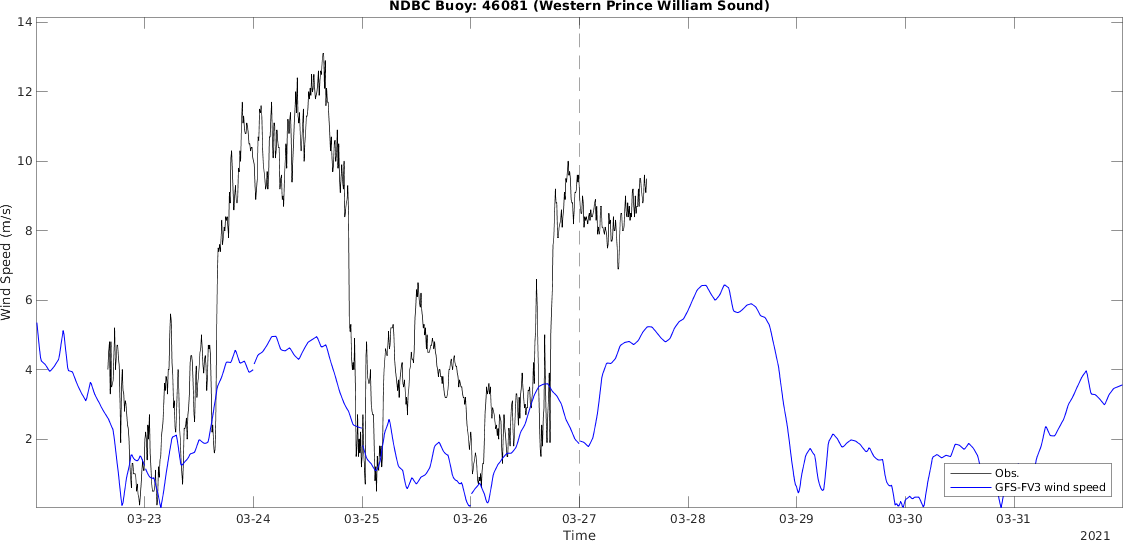 NDBC Buoy: 46081 (Western Prince William Sound)
14
12
10
8
6
4
2
Wind Speed (m/s)
03-23 03-24 03-25 03-26 03-27 03-28 03-29 03-30 03-31
Time
2021
Obs.
GFS-FV3 wind speed